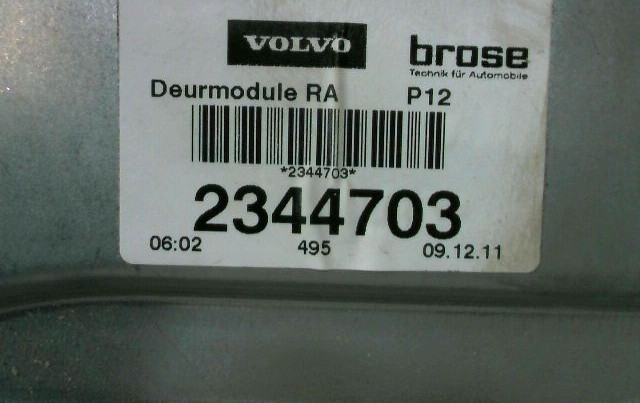 VOLVO brose
Technik für Automobile
Deurmodule RA P12
*2344703*
2344703
06:02 495 09.12.11